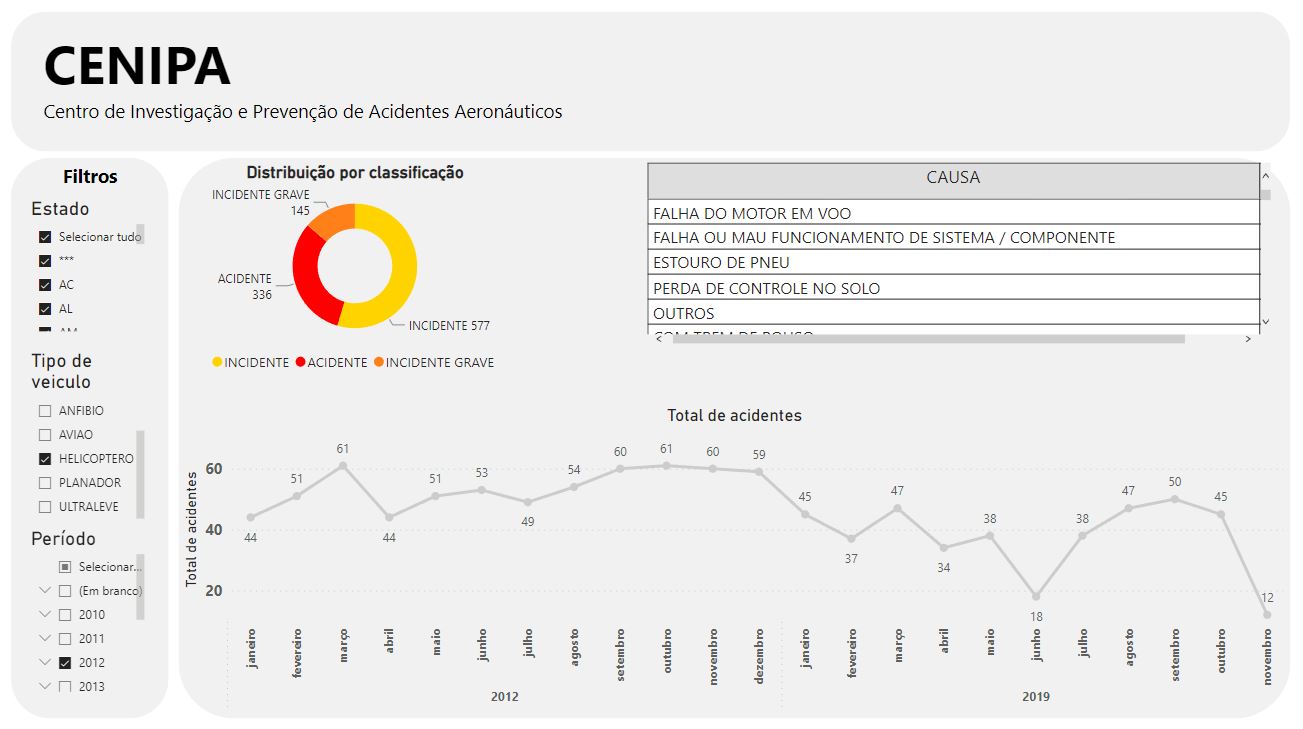 CENIPA
Centro de Investigação e Prevenção de Acidentes Aeronáuticos
Filtros
Estado
Selecionar tudo
***
AC
AL
AM
Tipo de
veiculo
ANFIBIO
AVIAO
HELICOPTERO
PLANADOR
ULTRALEVE
Período
Selecionar...
(Em branco)
2010
2011
2012
2013
Distribuição por classificação
INCIDENTE GRAVE
145
ACIDENTE
336
INCIDENTE 577
INCIDENTE ACIDENTE INCIDENTE GRAVE
CAUSA
FALHA DO MOTOR EM VOO
FALHA OU MAU FUNCIONAMENTO DE SISTEMA / COMPONENTE
ESTOURO DE PNEU
PERDA DE CONTROLE NO SOLO
OUTROS
COM TREM DE POUSO
Total de acidentes
Total de acidentes
60
40
20
44
51
61
44
51
53
49
54
60
61
60
59
45
37
47
34
38
18
38
47
50
45
12
janeiro
fevereiro
março
abril
maio
junho
julho
agosto
setembro
outubro
novembro
dezembro
janeiro
fevereiro
março
abril
maio
junho
julho
agosto
setembro
outubro
novembro
2012
2019